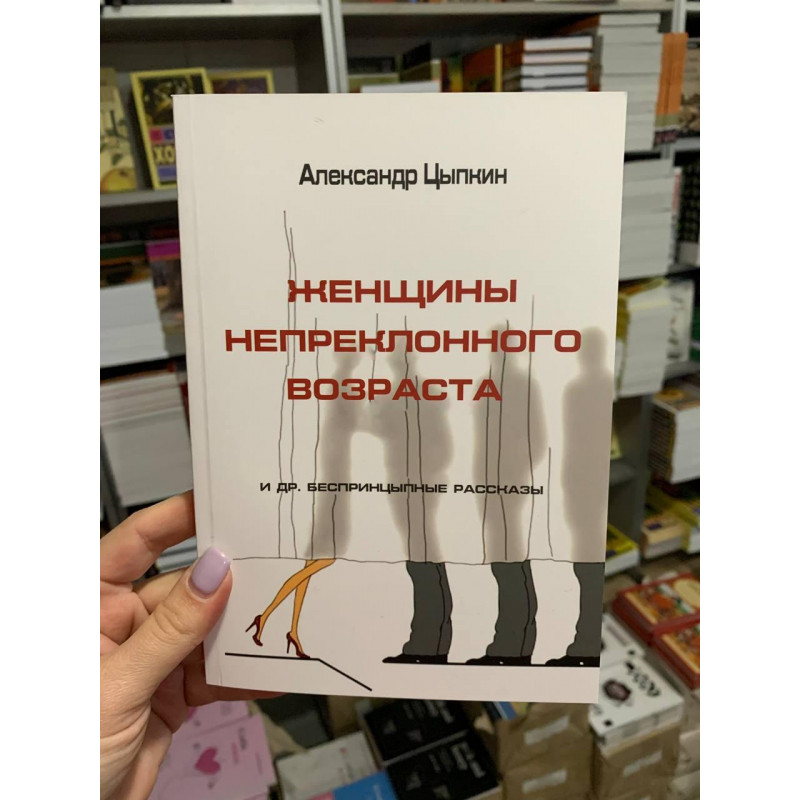 Александр Цыпкин
ЖЕНЩИНЫ
НЕПРЕКЛОННОГО
ВОЗРАСТА
И ДР. БЕСПРИНЦЫПНЫЕ РАССКАЗЫ